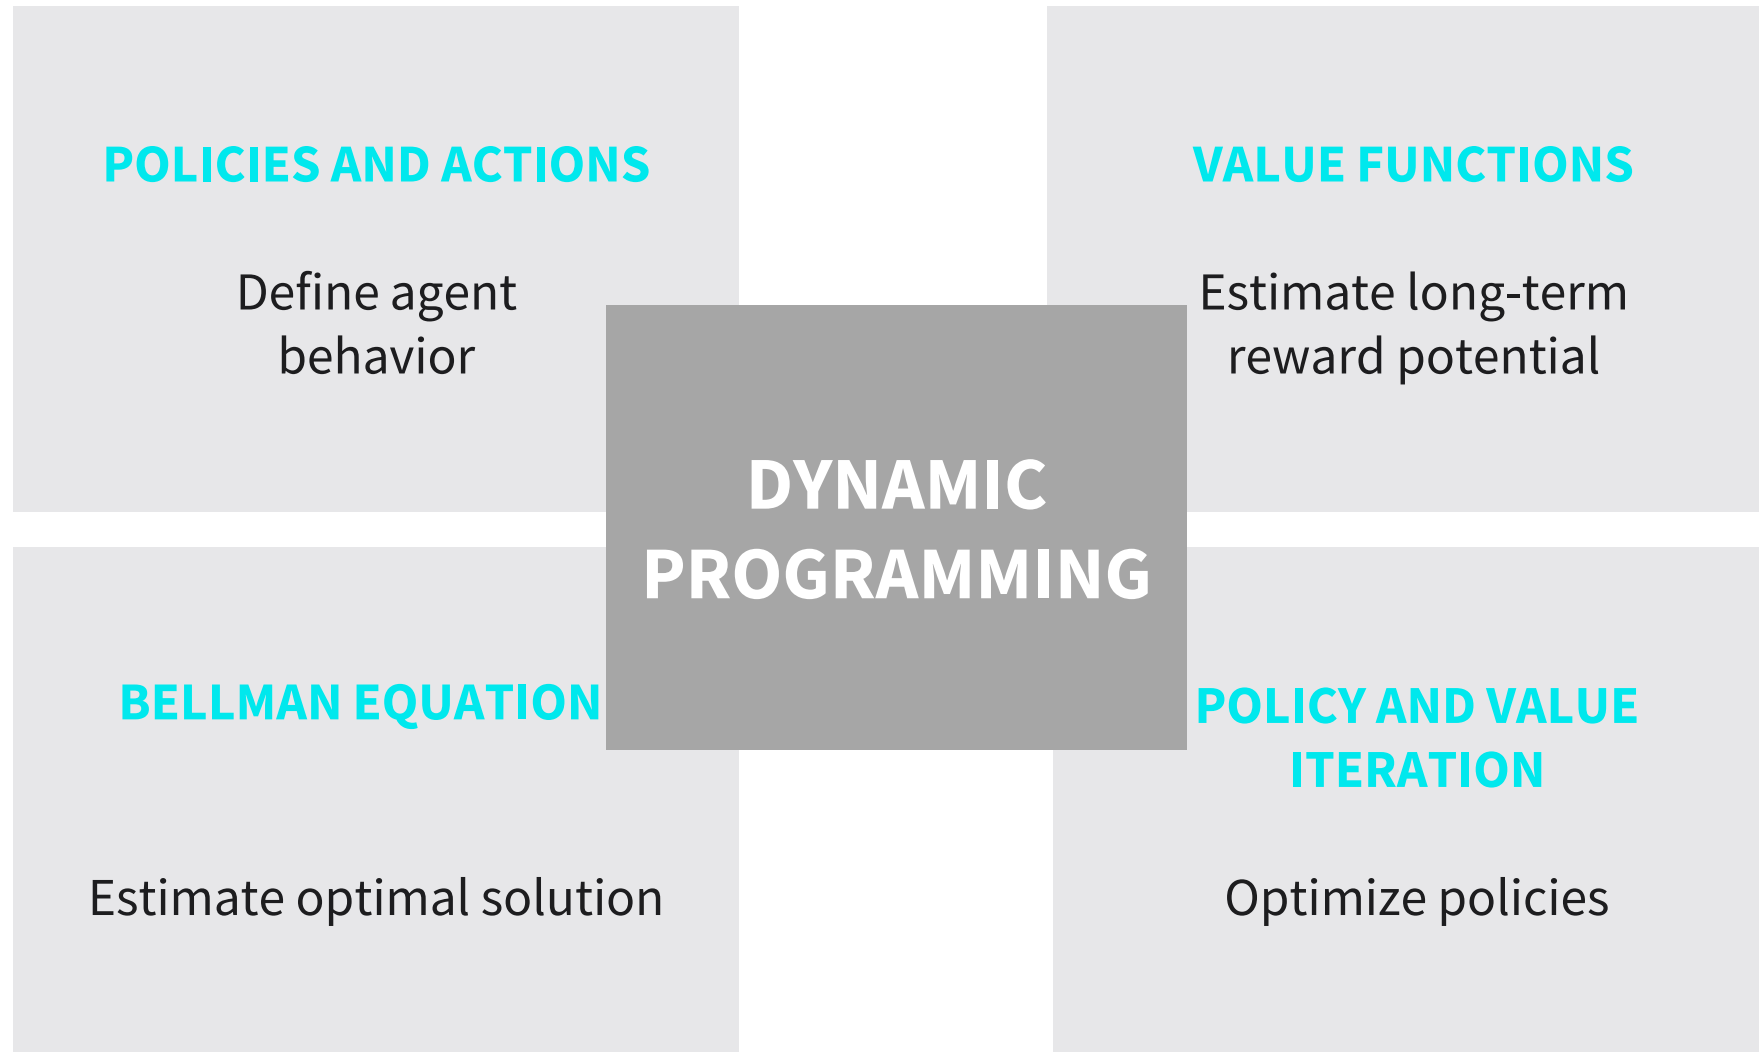 POLICIES AND ACTIONS
Define agent
behavior
VALUE FUNCTIONS
Estimate long-term
reward potential
DYNAMIC
PROGRAMMING
BELLMAN EQUATION
Estimate optimal solution
POLICY AND VALUE
ITERATION
Optimize policies